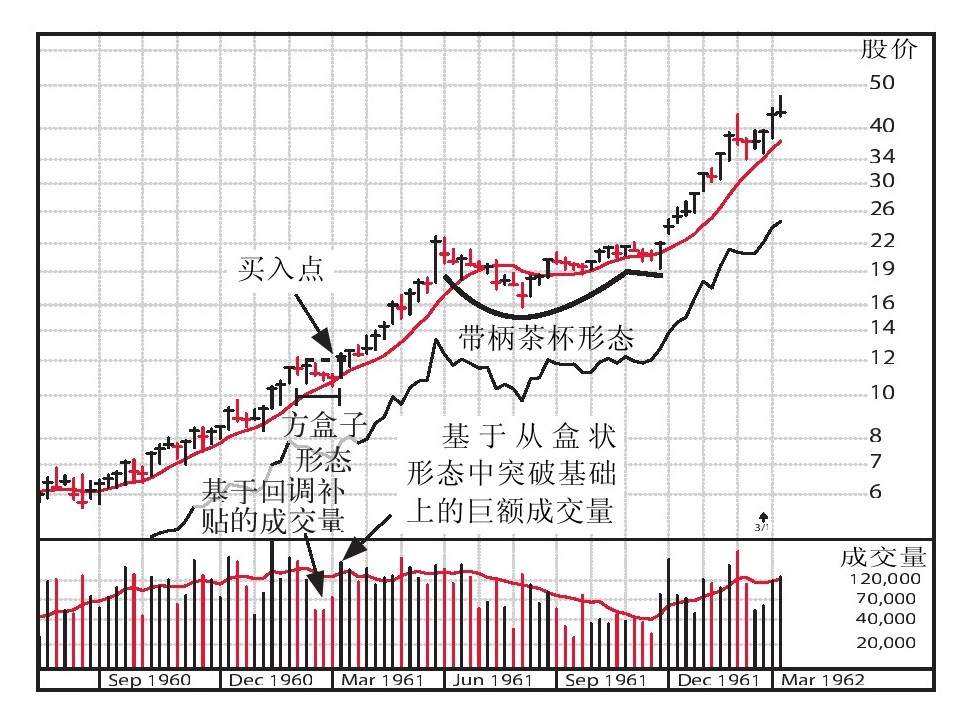 股价
50
40
34
30
26
22
19
16
14
12
10
8
7
6
买入点
带柄茶杯形态
方盒子
形态
基于回调补
贴的成交量
基于从盒状
形态中突破基础
上的巨额成交量
3/1
成交量
120,000
70,000
40,000
20,000
Sep 1960
Dec 1960
Mar 1961
Jun 1961
Sep 1961
Dec 1961
Mar 1962